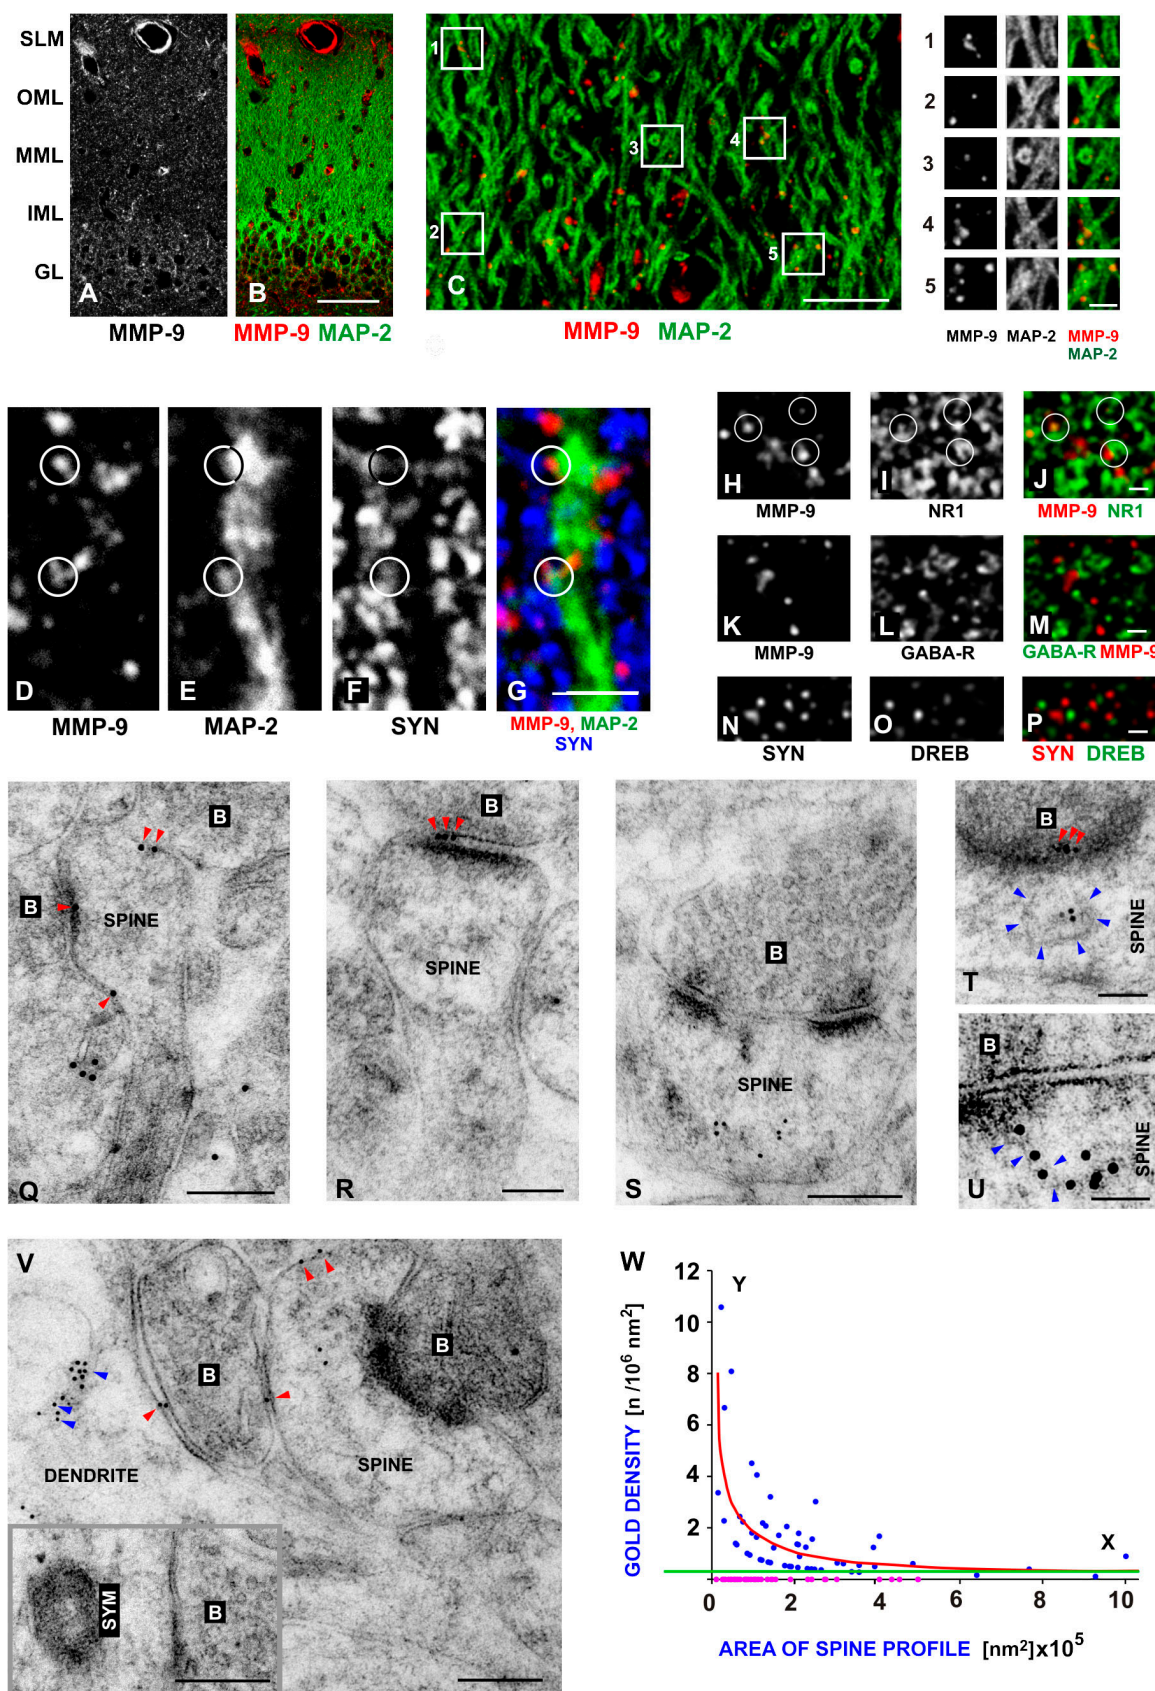 SLM
OML
MML
IML
GL
A
B
MMP-9
MMP-9 MAP-2
1
2
3
4
5
C
MMP-9 MAP-2
1
2
3
4
5
MMP-9 MAP-2 MMP-9
MAP-2
D
E
F
G
MMP-9
MAP-2
SYN
MMP-9, MAP-2
SYN
H
I
J
MMP-9
NR1
MMP-9 NR1
K
L
M
MMP-9
GABA-R
GABA-R MMP-9
N
O
P
SYN
DREB
SYN DREB
B
B
SPINE
Q
B
SPINE
R
B
SPINE
S
B
SPINE
T
B
SPINE
U
V
B
B
DENDRITE
SPINE
SYM
B
W
12
10
8
6
4
2
Y
X
GOLD DENSITY [n /10⁶ nm²]
0 2 4 6 8 10
AREA OF SPINE PROFILE [nm²]x10⁵